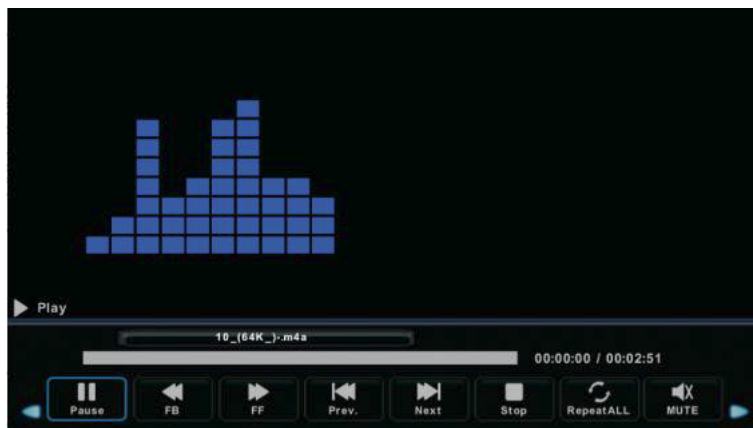 Play
10_(64K_)-.m4a
00:00:00 / 00:02:51
Pause FB FF Prev. Next Stop RepeatALL MUTE